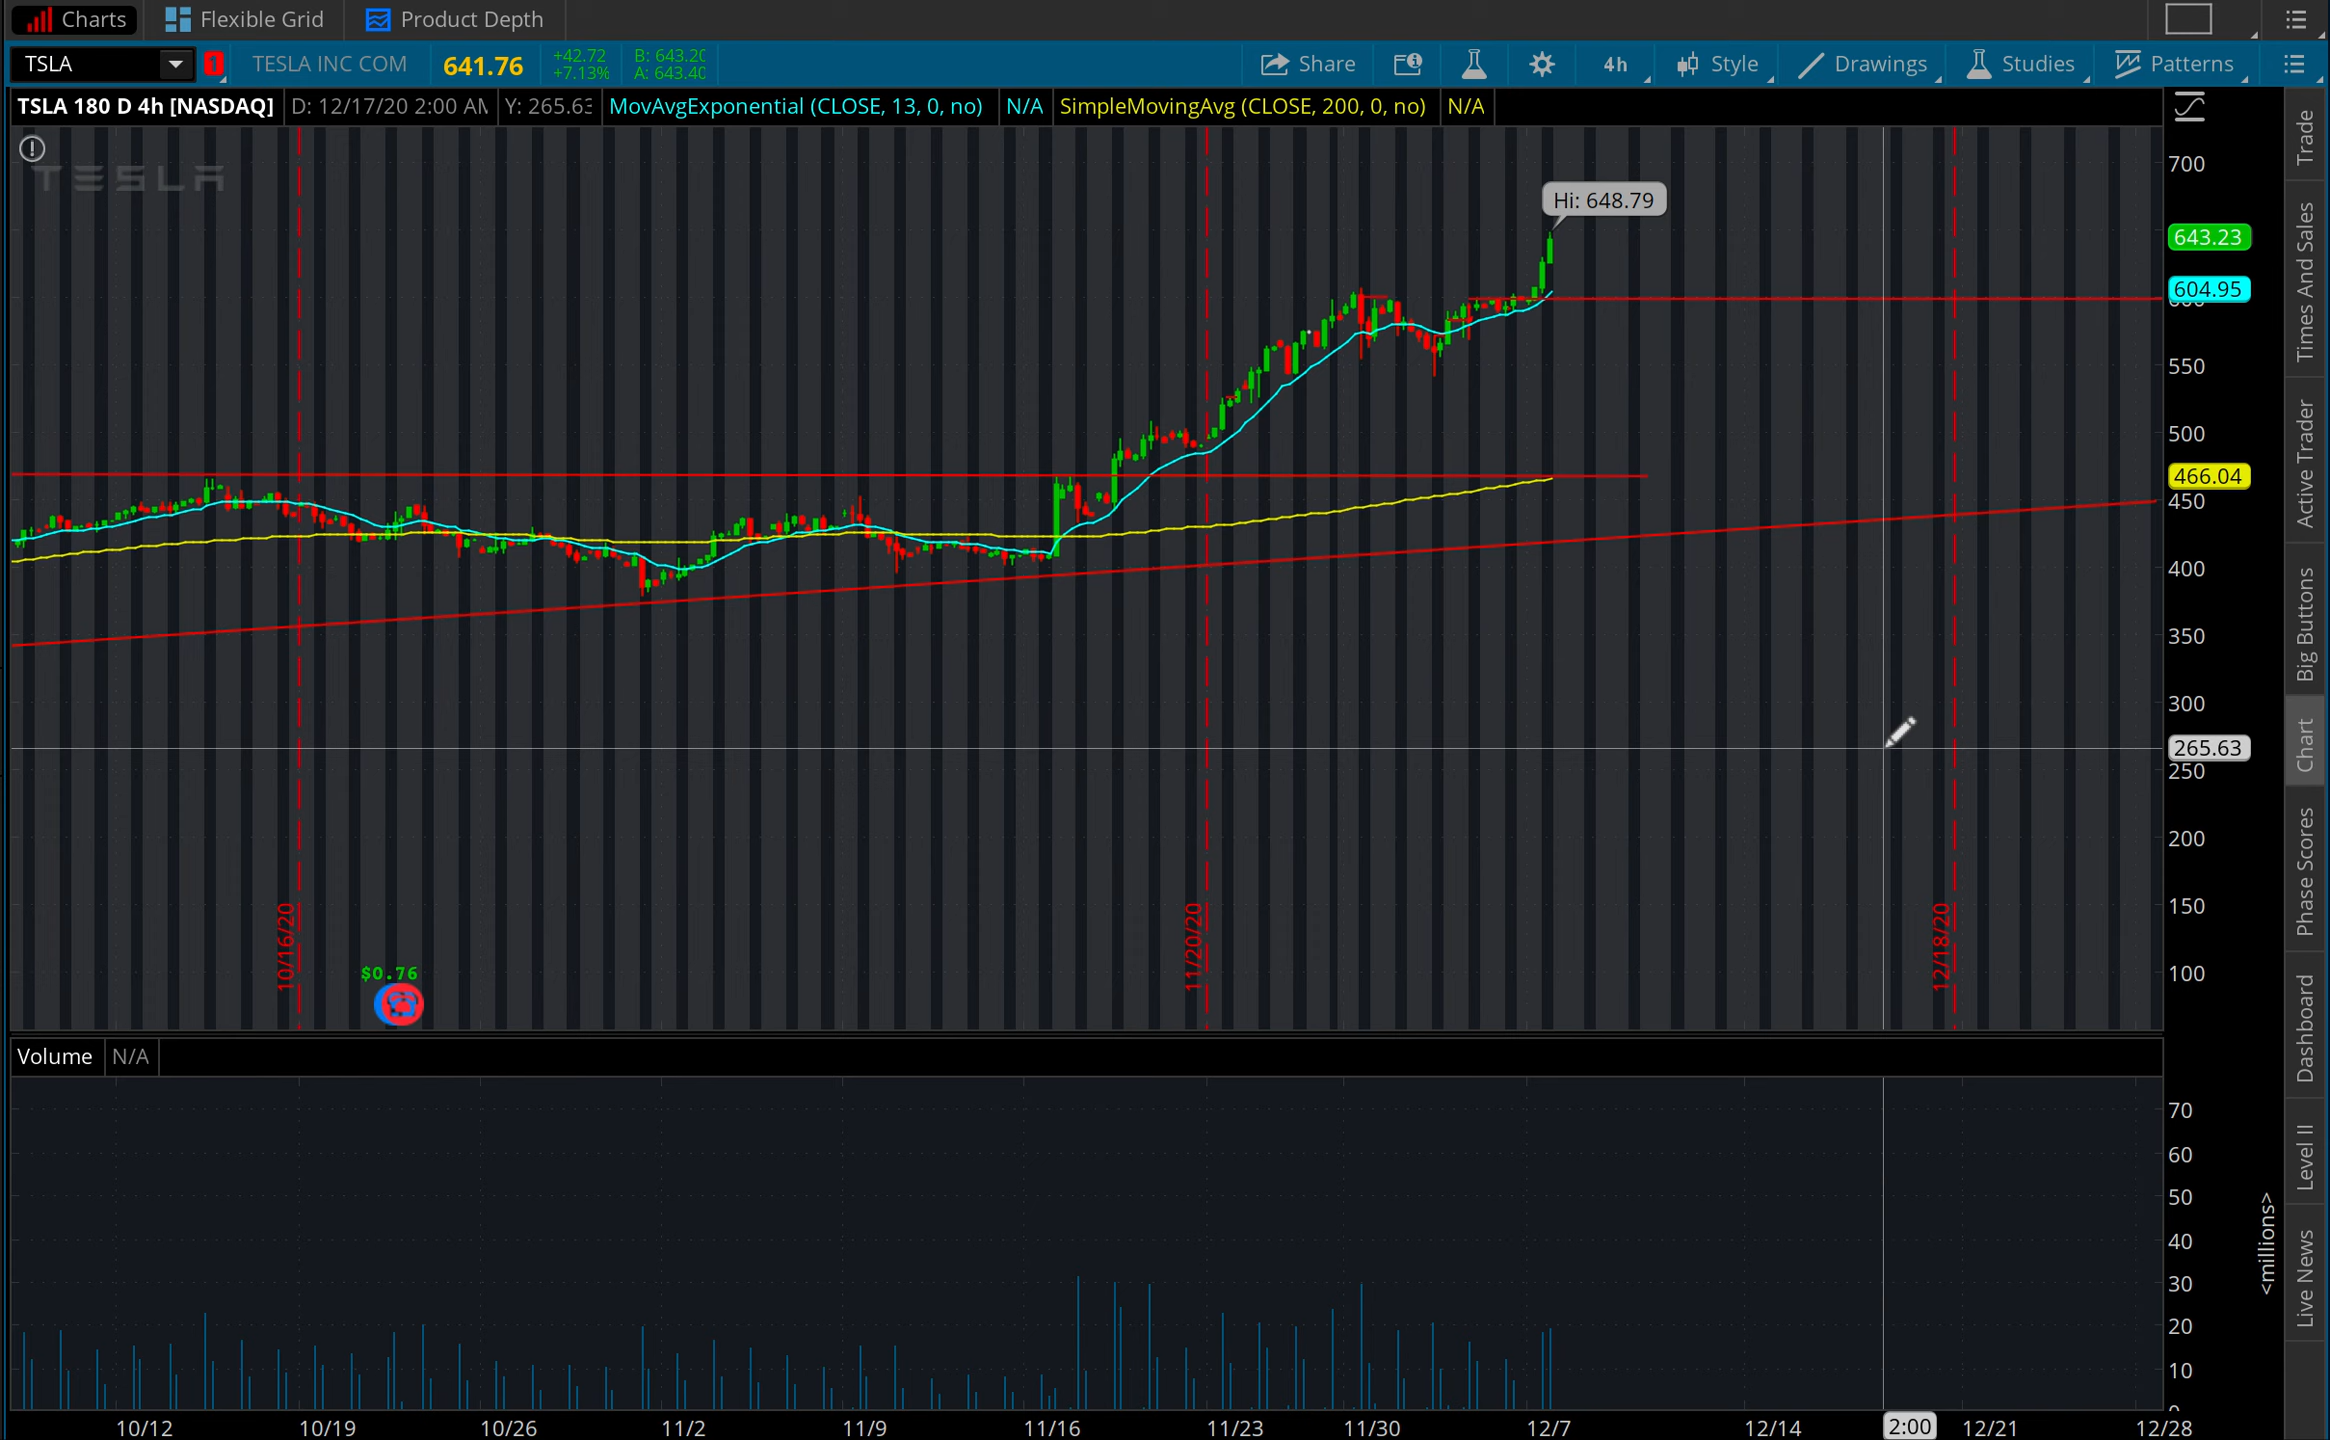 Charts Flexible Grid Product Depth
TSLA 1 TESLA INC COM 641.76 +42.72 +7.13% B: 643.20 A: 643.40 Share 4h Style Drawings Studies Patterns
TSLA 180 D 4h [NASDAQ] D: 12/17/20 2:00 AM Y: 265.63 MovAvgExponential (CLOSE, 13, 0, no) N/A SimpleMovingAvg (CLOSE, 200, 0, no) N/A
TESLA
Hi: 648.79
700
643.23
604.95
550
500
466.04
450
400
350
300
265.63
250
200
150
100
10/16/20
11/20/20
12/18/20
$0.76
Volume N/A
70
60
50
40
30
20
10
0
<millions>
10/12 10/19 10/26 11/2 11/9 11/16 11/23 11/30 12/7 12/14 2:00 12/21 12/28
Trade
Times And Sales
Active Trader
Big Buttons
Chart
Phase Scores
Dashboard
Level II
Live News